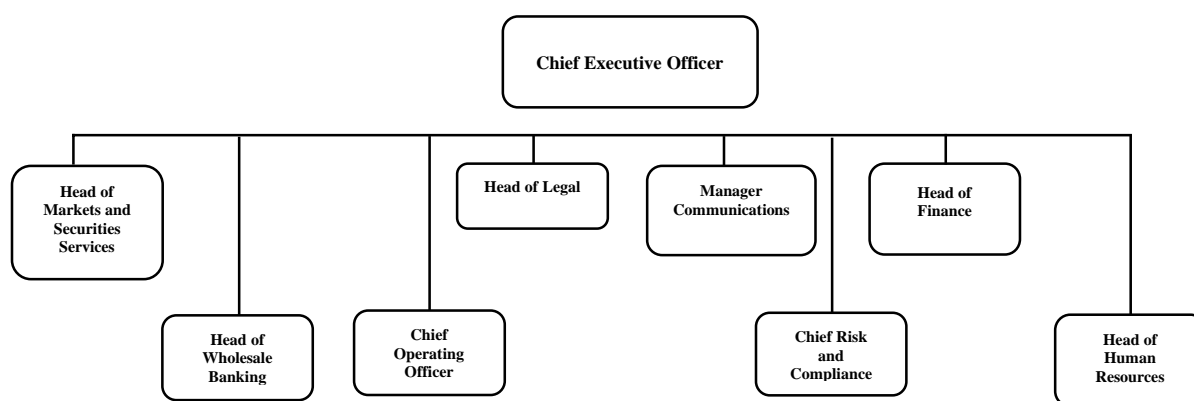 Chief Executive Officer
Head of
Markets and
Securities
Services
Head of Legal
Manager
Communications
Head of
Finance
Head of
Wholesale
Banking
Chief
Operating
Officer
Chief Risk
and
Compliance
Head of
Human
Resources